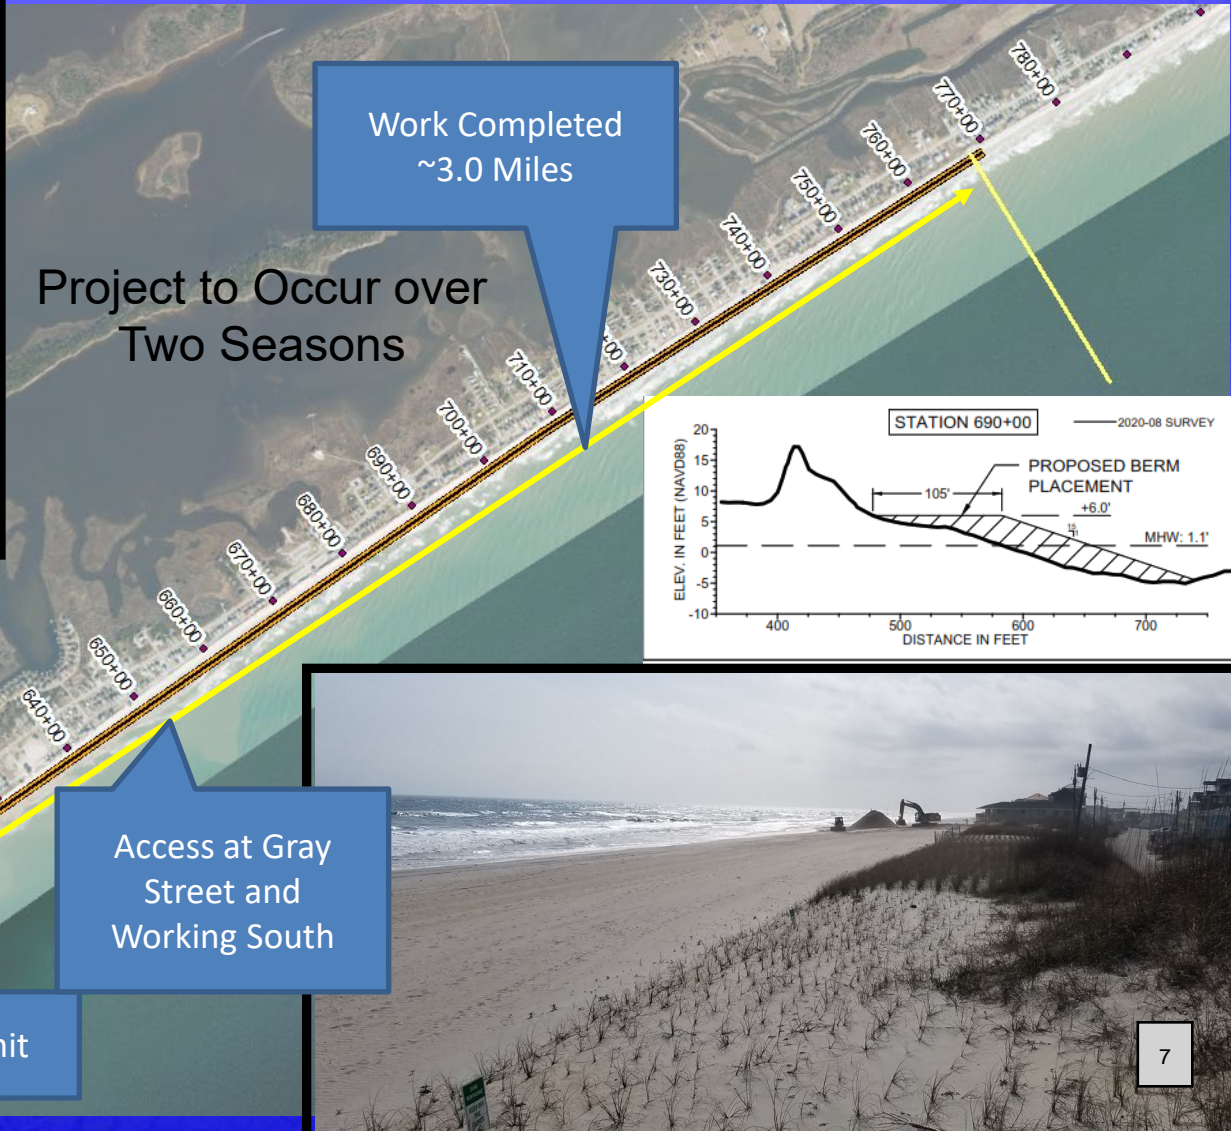 Work Completed
~3.0 Miles
Project to Occur over
Two Seasons
780+00
770+00
760+00
750+00
740+00
730+00
+00
710+00
700+00
690+00
680+00
670+00
660+00
650+00
640+00
STATION 690+00
2020-08 SURVEY
PROPOSED BERM
PLACEMENT
105'
+6.0'
15
1
MHW: 1.1'
ELEV. IN FEET (NAVD88)
20
15
10
5
0
-5
-10
400 500 600 700
DISTANCE IN FEET
Access at Gray
Street and
Working South
7